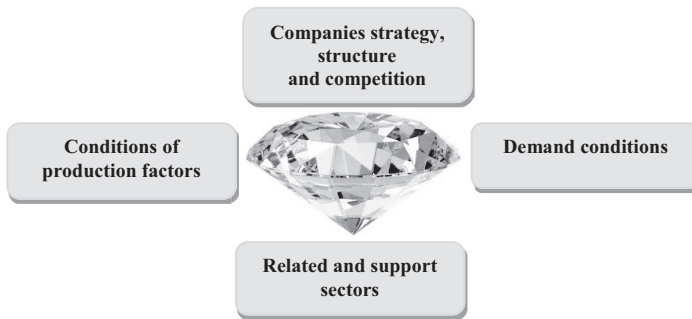 Companies strategy,
structure
and competition
Conditions of
production factors
Demand conditions
Related and support
sectors